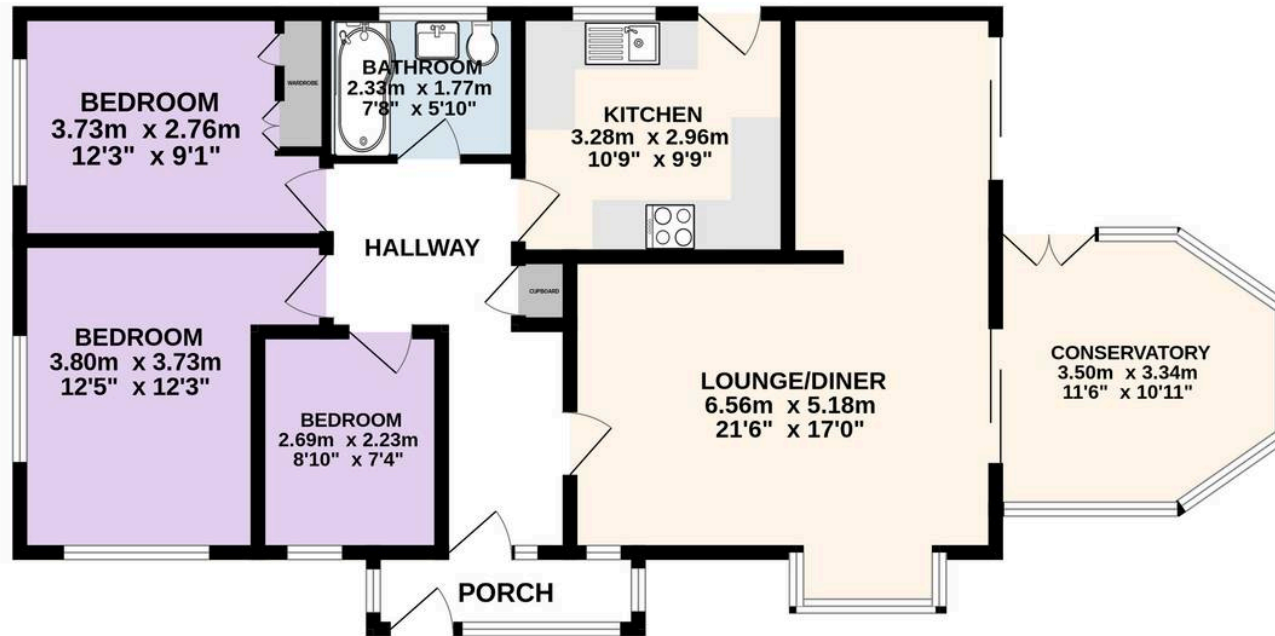 BEDROOM
3.73m x 2.76m
12'3" x 9'1"
WARDROBE
BATHROOM
2.33m x 1.77m
7'8" x 5'10"
KITCHEN
3.28m x 2.96m
10'9" x 9'9"
HALLWAY
CUPBOARD
BEDROOM
3.80m x 3.73m
12'5" x 12'3"
BEDROOM
2.69m x 2.23m
8'10" x 7'4"
LOUNGE/DINER
6.56m x 5.18m
21'6" x 17'0"
CONSERVATORY
3.50m x 3.34m
11'6" x 10'11"
PORCH